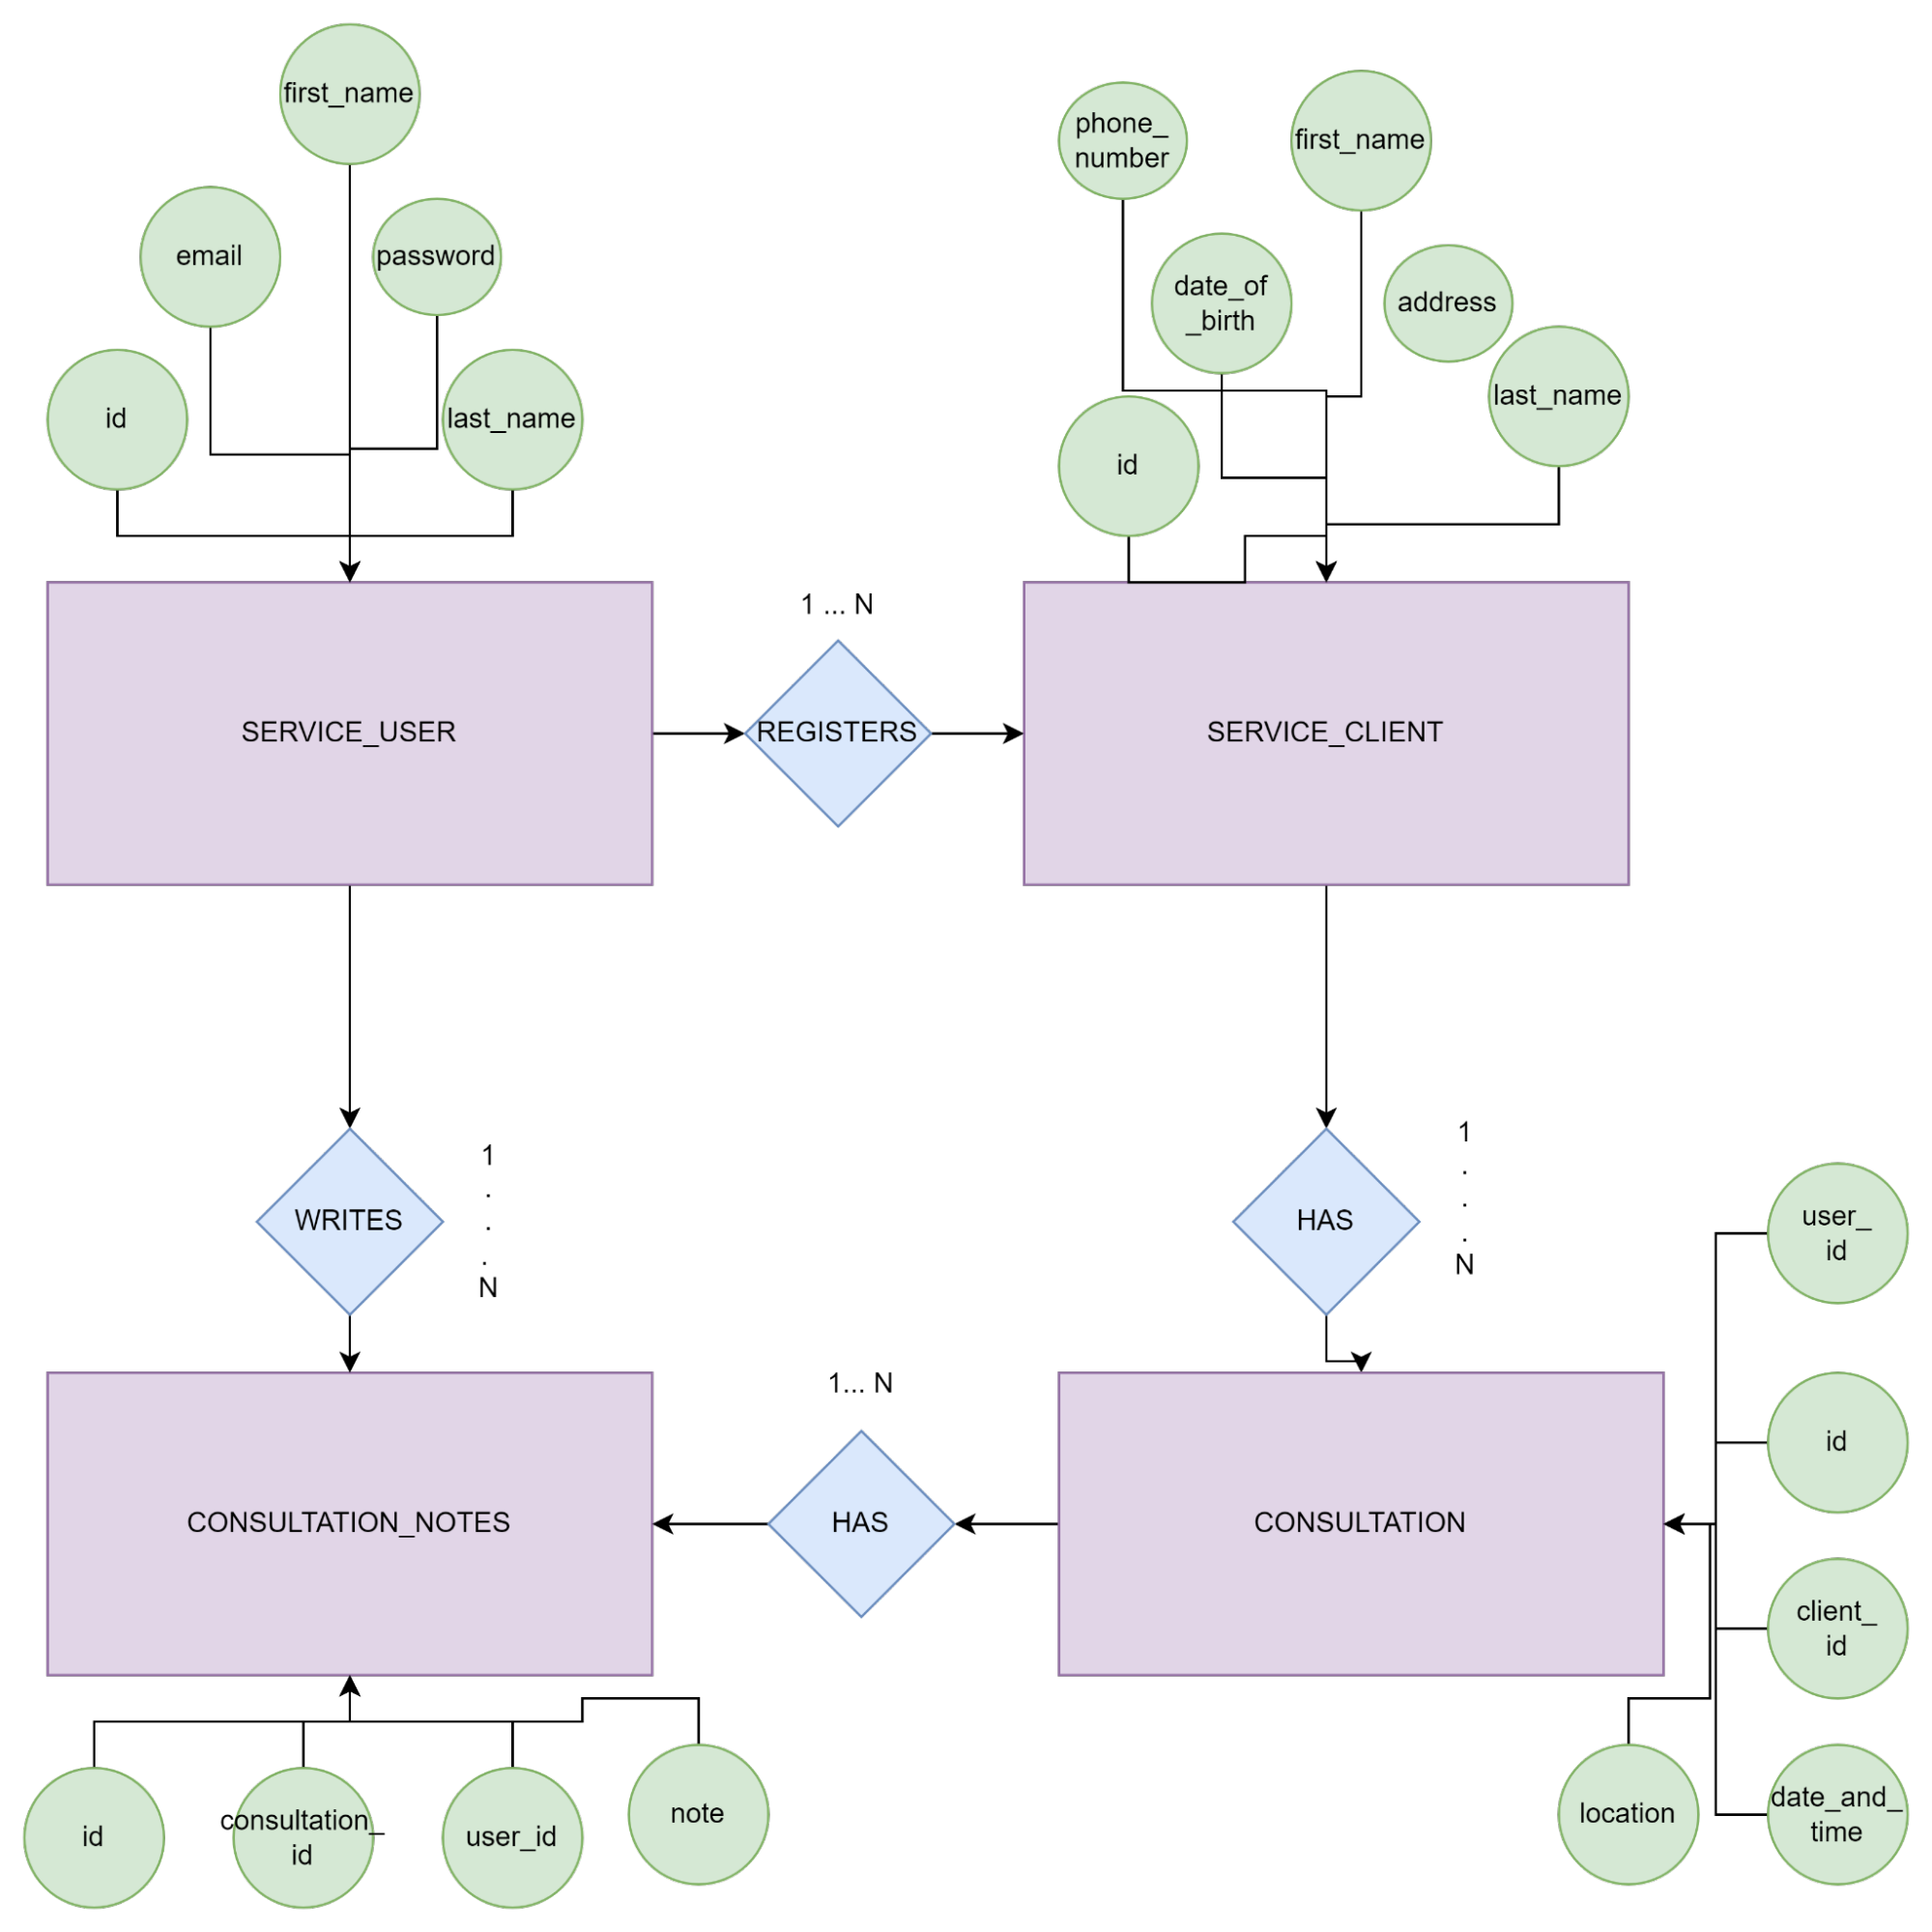 first_name
phone_
number
first_name
email
password
date_of
_birth
address
id
last_name
id
last_name
1 ... N
SERVICE_USER
REGISTERS
SERVICE_CLIENT
1
.
.
.
N
WRITES
1
.
.
.
N
HAS
user_
id
1... N
id
CONSULTATION_NOTES
HAS
CONSULTATION
client_
id
id
consultation_
id
user_id
note
location
date_and_
time